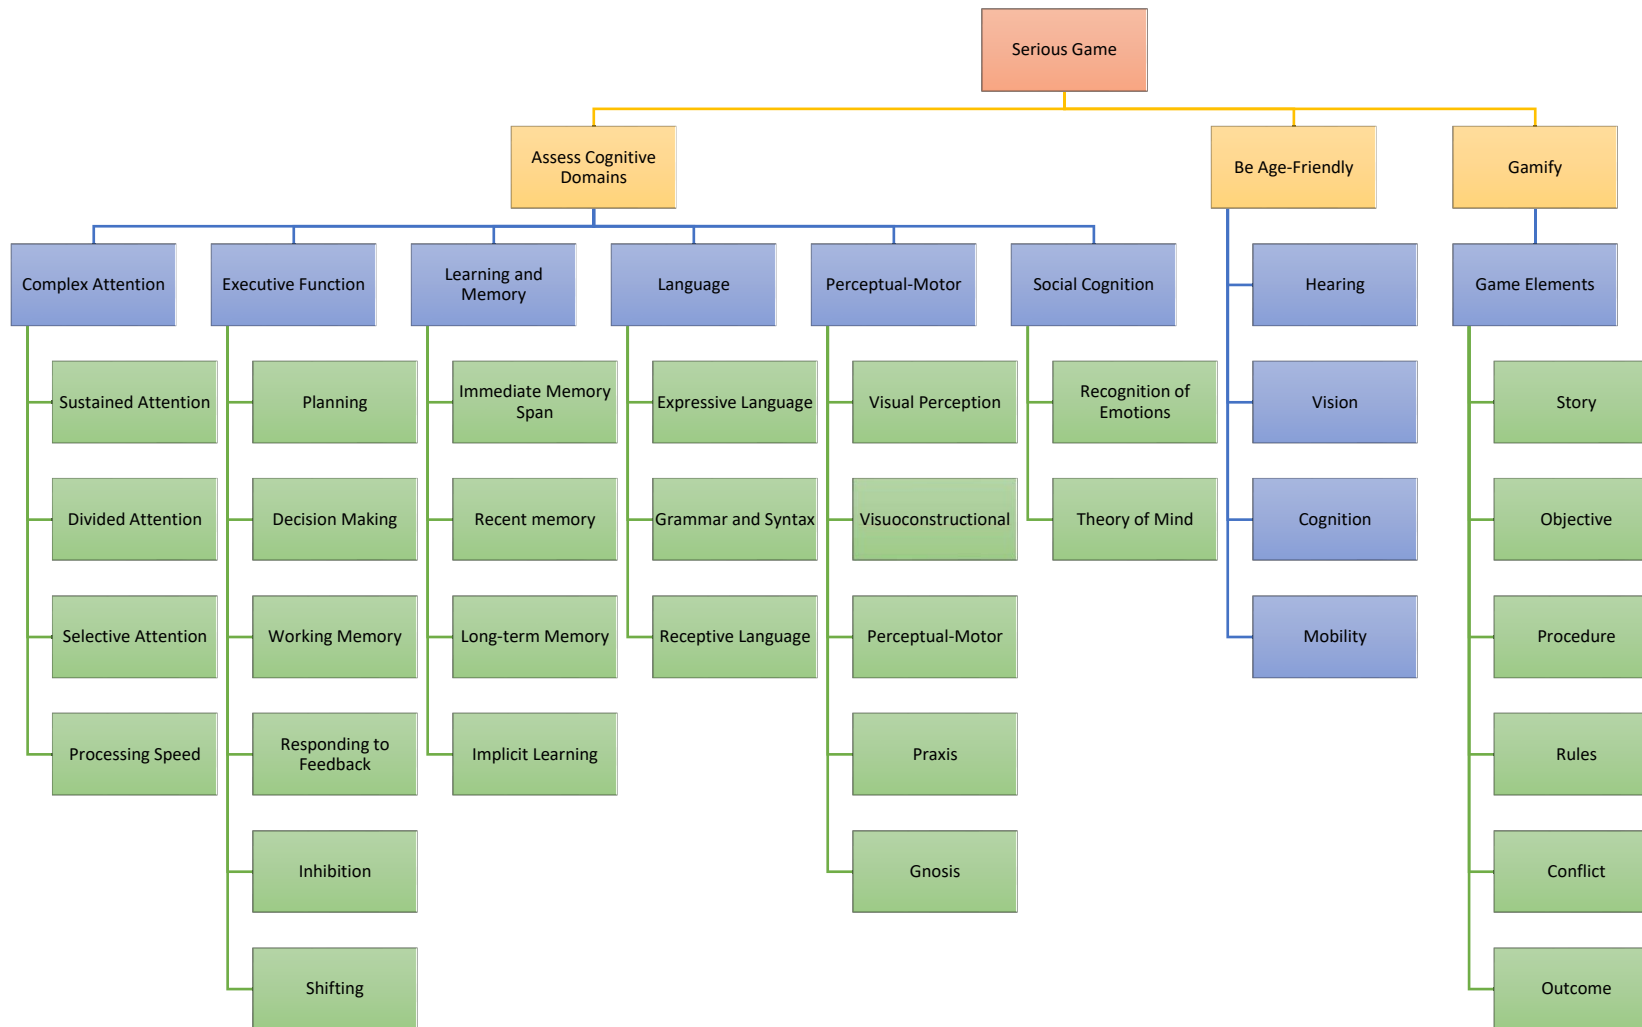 Serious Game
Assess Cognitive
Domains
Be Age-Friendly
Gamify
Complex Attention
Executive Function
Learning and
Memory
Language
Perceptual-Motor
Social Cognition
Hearing
Game Elements
Sustained Attention
Planning
Immediate Memory
Span
Expressive Language
Visual Perception
Recognition of
Emotions
Vision
Story
Divided Attention
Decision Making
Recent memory
Grammar and Syntax
Visuoconstructional
Theory of Mind
Cognition
Objective
Selective Attention
Working Memory
Long-term Memory
Receptive Language
Perceptual-Motor
Mobility
Procedure
Processing Speed
Responding to
Feedback
Implicit Learning
Praxis
Rules
Inhibition
Gnosis
Conflict
Shifting
Outcome